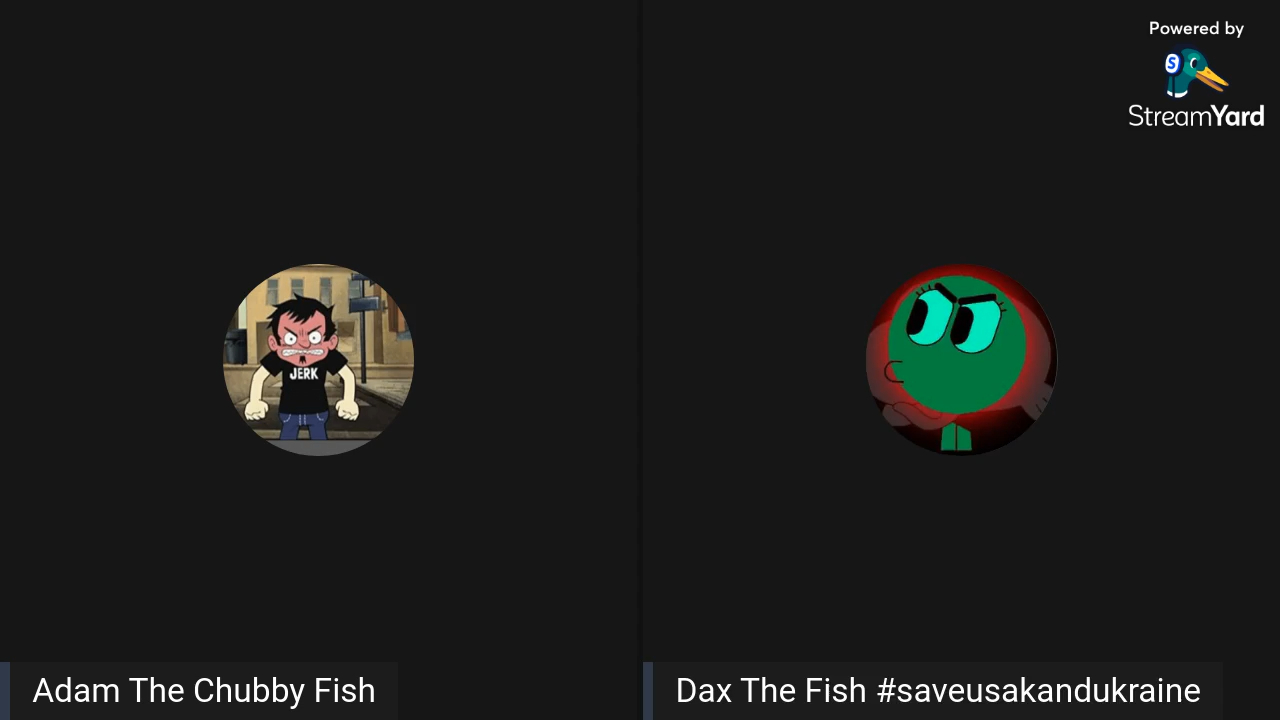 Powered by
S
StreamYard
JERK
Adam The Chubby Fish
Dax The Fish #saveusakandukraine